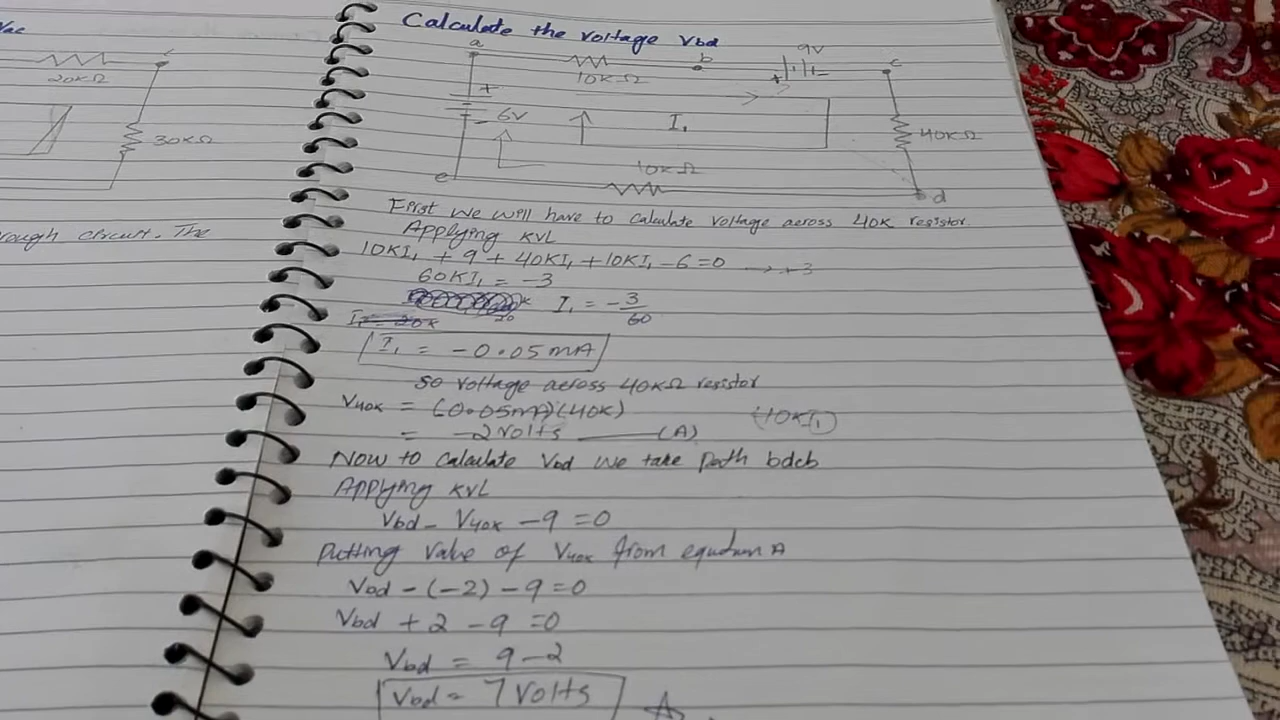 Vac
20KΩ
30KΩ
rough circuit. The
Calculate the voltage Vbd
a
10KΩ
b
9V
+ -
c
+
6V
-
I₁
40KΩ
10KΩ
e
d
First we will have to calculate voltage across 40K resistor.
Applying KVL
10KI₁ + 9 + 40KI₁ + 10KI₁ - 6 = 0 → +3
60KI₁ = -3
I₁ = -3/60
I₁ = -0.05mA
so voltage across 40KΩ resistor
V40K = (0.05mA)(40K) (10KI₁)
= -2 volts —— (A)
Now to calculate Vbd we take path bdcb
Applying KVL
Vbd - V40K - 9 = 0
Putting value of V40K from equation A
Vbd - (-2) - 9 = 0
Vbd + 2 - 9 = 0
Vbd = 9 - 2
Vbd = 7 Volts